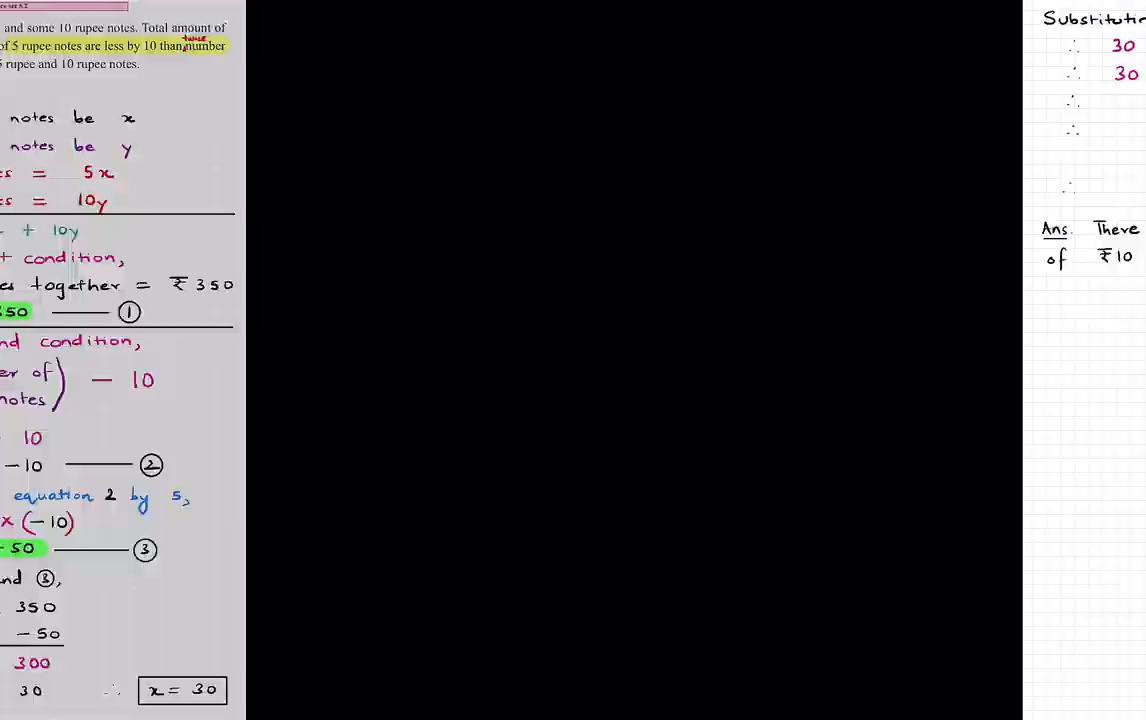 and some 10 rupee notes. Total amount of
twice
of 5 rupee notes are less by 10 than number
5 rupee and 10 rupee notes.
notes be x
notes be y
= 5x
= 10y
+ 10y
condition,
together = ₹ 350
350 ——— ①
condition,
er of
notes) — 10
10
−10 ——— ②
equation 2 by 5,
× (−10)
- 50 ——— ③
nd ③,
350
− 50
300
30 ∴ x = 30
Substitutin
∴ 30
∴ 30
∴
∴
∴
Ans. There
of ₹10